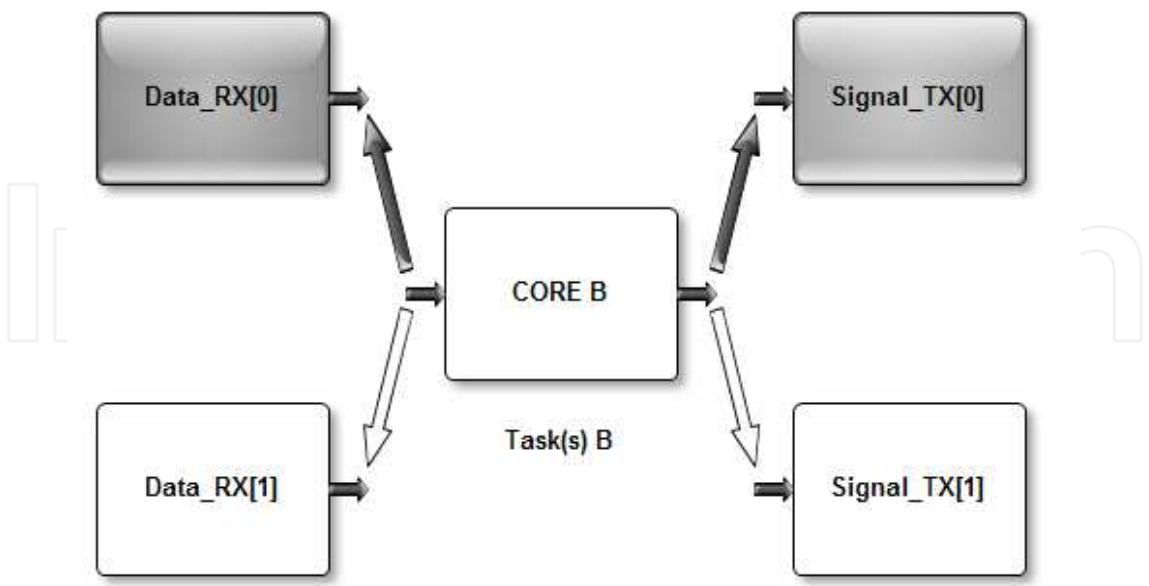 Data_RX[0]
Signal_TX[0]
CORE B
Task(s) B
Data_RX[1]
Signal_TX[1]